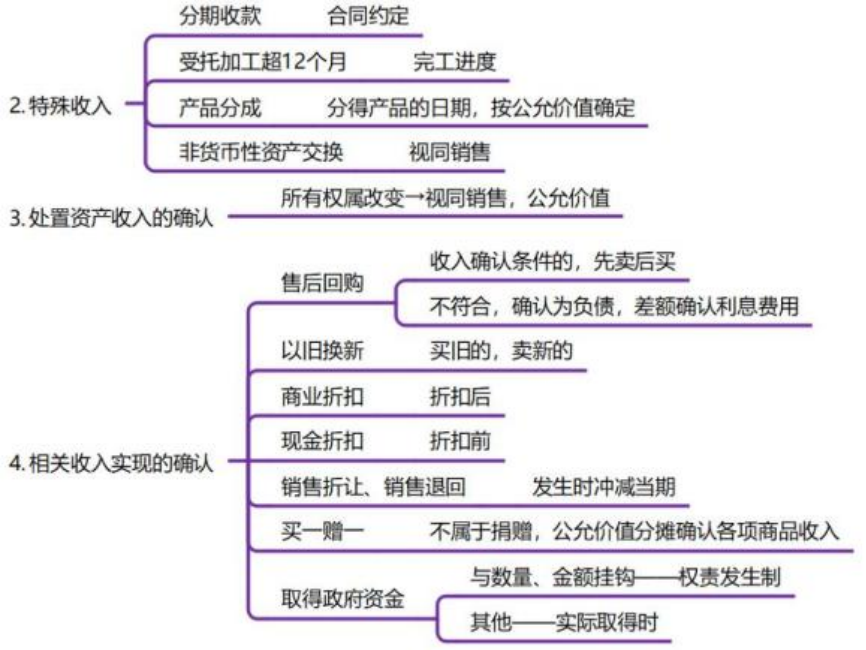 分期收款 合同约定
受托加工超12个月 完工进度
2.特殊收入
产品分成 分得产品的日期，按公允价值确定
非货币性资产交换 视同销售
3.处置资产收入的确认
所有权属改变→视同销售，公允价值
售后回购
收入确认条件的，先卖后买
不符合，确认为负债，差额确认利息费用
以旧换新 买旧的，卖新的
商业折扣 折扣后
现金折扣 折扣前
4.相关收入实现的确认
销售折让、销售退回 发生时冲减当期
买一赠一 不属于捐赠，公允价值分摊确认各项商品收入
取得政府资金
与数量、金额挂钩——权责发生制
其他——实际取得时